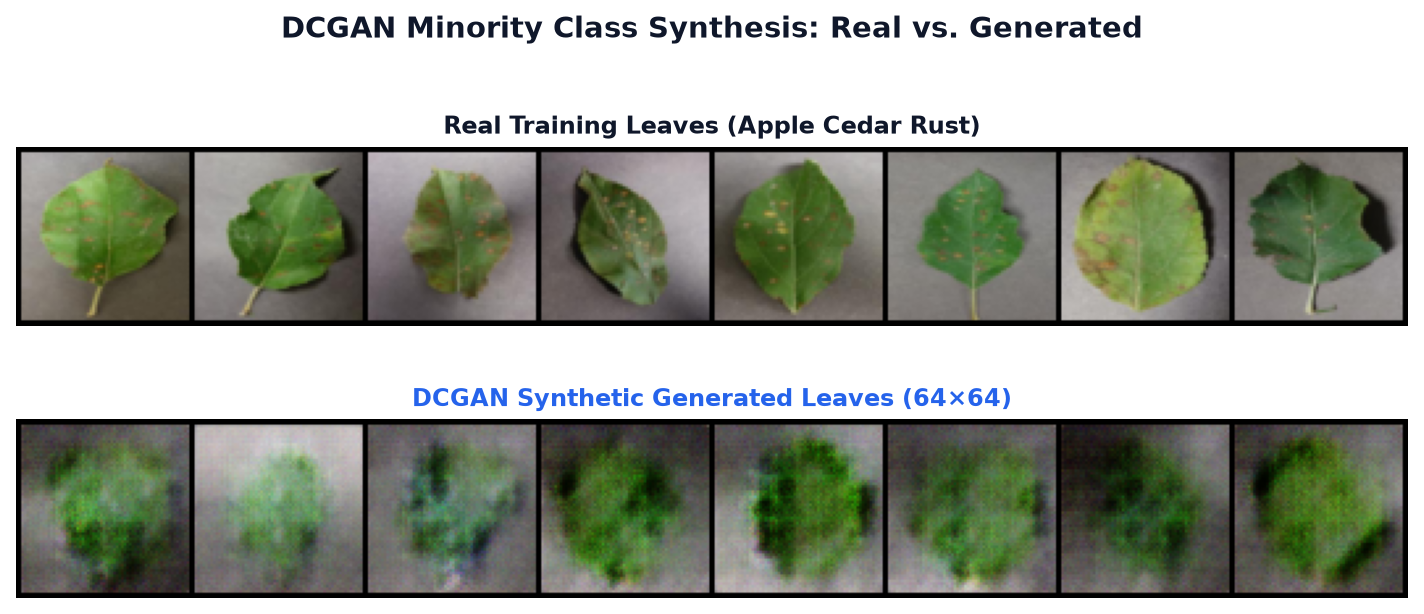 DCGAN Minority Class Synthesis: Real vs. Generated
Real Training Leaves (Apple Cedar Rust)
DCGAN Synthetic Generated Leaves (64×64)